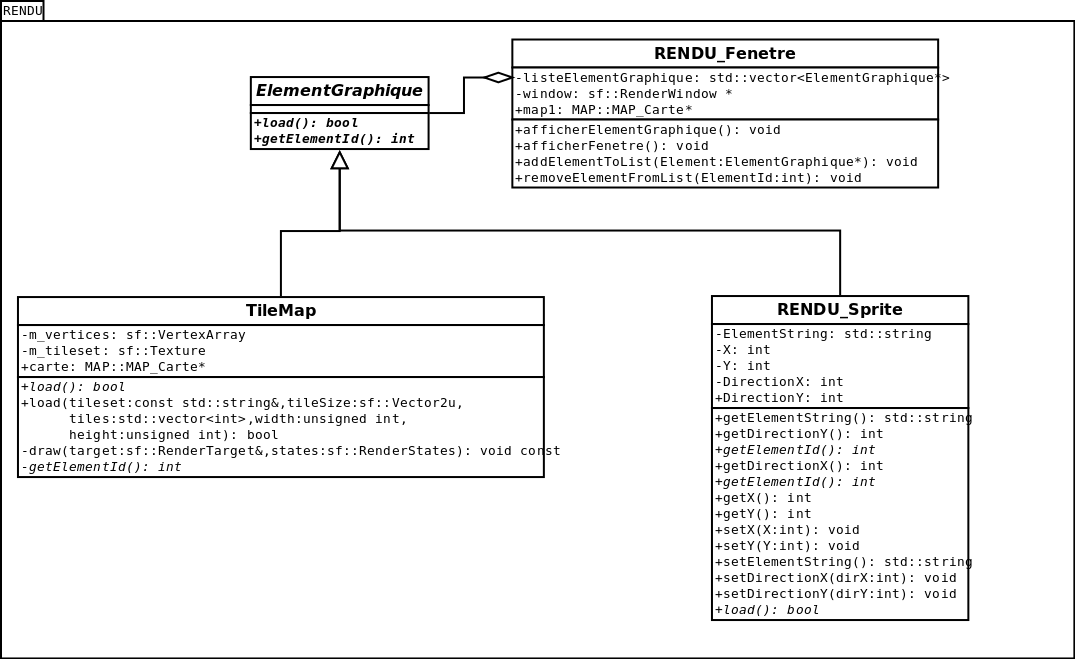 RENDU
RENDU_Fenetre
-listeElementGraphique: std::vector<ElementGraphique*>
-window: sf::RenderWindow *
+map1: MAP::MAP_Carte*
+afficherElementGraphique(): void
+afficherFenetre(): void
+addElementToList(Element:ElementGraphique*): void
+removeElementFromList(ElementId:int): void
ElementGraphique
+load(): bool
+getElementId(): int
TileMap
-m_vertices: sf::VertexArray
-m_tileset: sf::Texture
+carte: MAP::MAP_Carte*
+load(): bool
+load(tileset:const std::string&,tileSize:sf::Vector2u,
tiles:std::vector<int>,width:unsigned int,
height:unsigned int): bool
-draw(target:sf::RenderTarget&,states:sf::RenderStates): void const
-getElementId(): int
RENDU_Sprite
-ElementString: std::string
-X: int
-Y: int
-DirectionX: int
+DirectionY: int
+getElementString(): std::string
+getDirectionY(): int
+getElementId(): int
+getDirectionX(): int
+getElementId(): int
+getX(): int
+getY(): int
+setX(X:int): void
+setY(Y:int): void
+setElementString(): std::string
+setDirectionX(dirX:int): void
+setDirectionY(dirY:int): void
+load(): bool